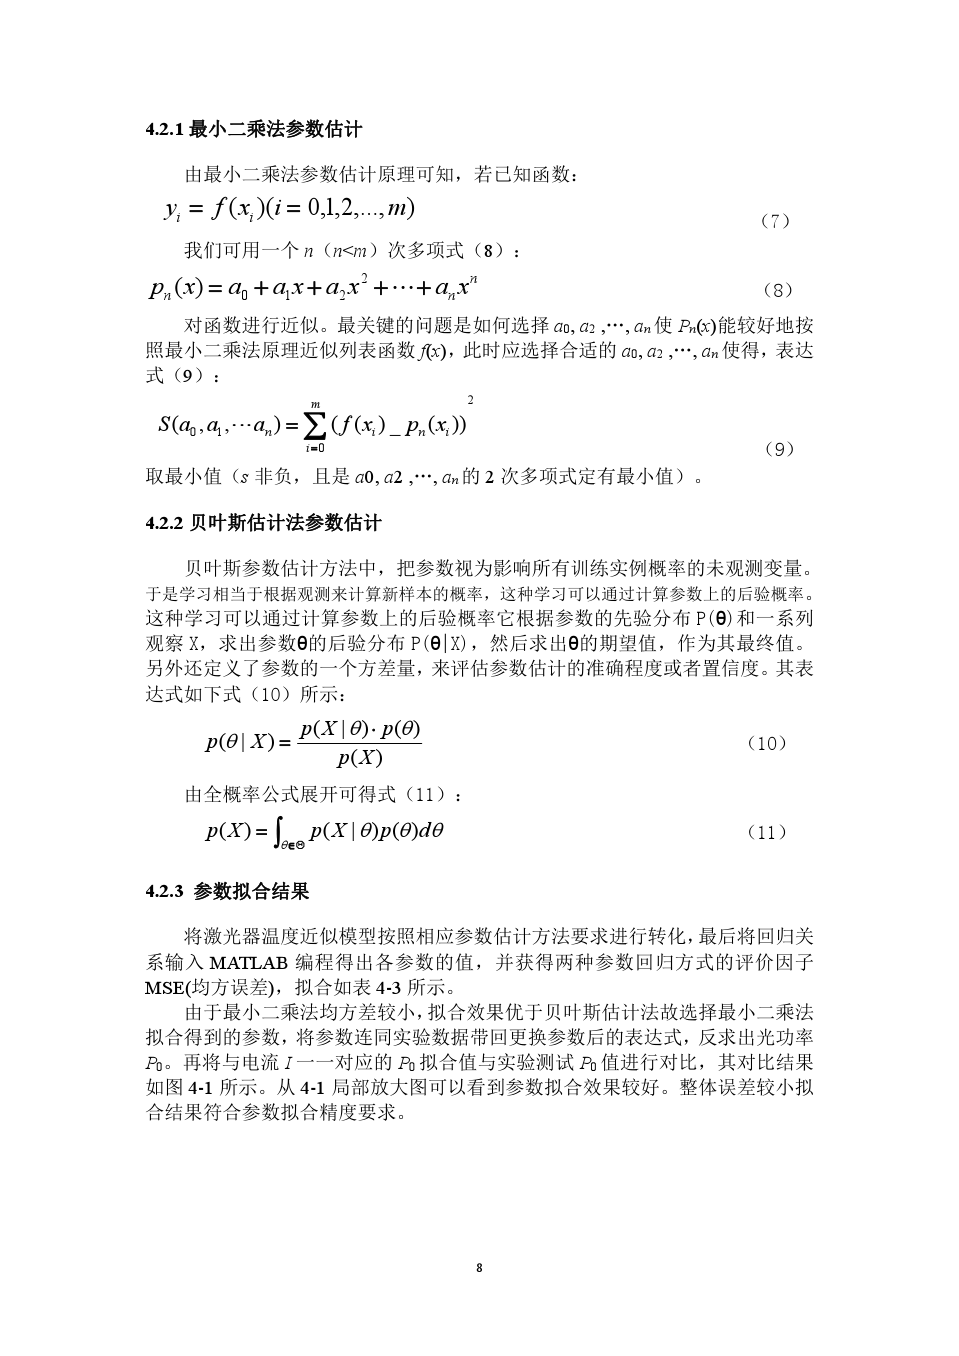 4.2.1 最小二乘法参数估计
由最小二乘法参数估计原理可知，若已知函数：
yᵢ = f(xᵢ)(i = 0,1,2,...,m) （7）
我们可用一个 n（n<m）次多项式（8）：
pₙ(x) = a₀ + a₁x + a₂x² + ⋯ + aₙxⁿ （8）
对函数进行近似。最关键的问题是如何选择 a0, a2 ,⋯, an 使 Pn(x)能较好地按
照最小二乘法原理近似列表函数 f(x)，此时应选择合适的 a0, a2 ,⋯, an 使得，表达
式（9）：
S(a₀,a₁,⋯aₙ) = ∑ᵢ₌₀ᵐ (f(xᵢ) _ pₙ(xᵢ))² （9）
取最小值（s 非负，且是 a0, a2 ,⋯, an 的 2 次多项式定有最小值）。
4.2.2 贝叶斯估计法参数估计
贝叶斯参数估计方法中，把参数视为影响所有训练实例概率的未观测变量。
于是学习相当于根据观测来计算新样本的概率，这种学习可以通过计算参数上的后验概率。
这种学习可以通过计算参数上的后验概率它根据参数的先验分布 P(θ)和一系列
观察 X，求出参数θ的后验分布 P(θ|X)，然后求出θ的期望值，作为其最终值。
另外还定义了参数的一个方差量，来评估参数估计的准确程度或者置信度。其表
达式如下式（10）所示：
p(θ | X) = p(X | θ)· p(θ) / p(X) （10）
由全概率公式展开可得式（11）：
p(X) = ∫θ∈Θ p(X | θ)p(θ)dθ （11）
4.2.3 参数拟合结果
将激光器温度近似模型按照相应参数估计方法要求进行转化，最后将回归关
系输入 MATLAB 编程得出各参数的值，并获得两种参数回归方式的评价因子
MSE(均方误差)，拟合如表 4-3 所示。
由于最小二乘法均方差较小，拟合效果优于贝叶斯估计法故选择最小二乘法
拟合得到的参数，将参数连同实验数据带回更换参数后的表达式，反求出光功率
P0。再将与电流 I 一一对应的 P0 拟合值与实验测试 P0 值进行对比，其对比结果
如图 4-1 所示。从 4-1 局部放大图可以看到参数拟合效果较好。整体误差较小拟
合结果符合参数拟合精度要求。
8